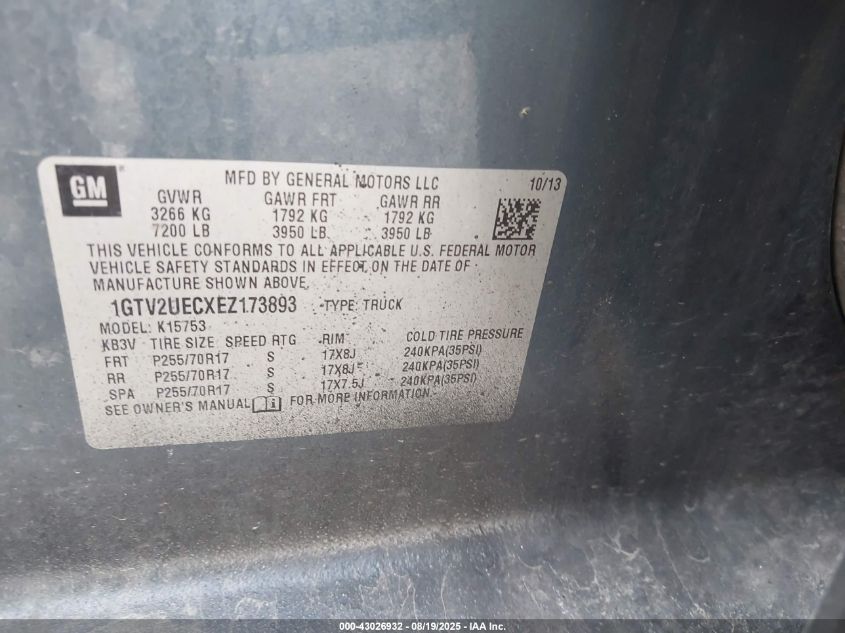 GM
MFD BY GENERAL MOTORS LLC 10/13
GVWR GAWR FRT GAWR RR
3266 KG 1792 KG 1792 KG
7200 LB 3950 LB 3950 LB
THIS VEHICLE CONFORMS TO ALL APPLICABLE U.S. FEDERAL MOTOR
VEHICLE SAFETY STANDARDS IN EFFECT ON THE DATE OF
MANUFACTURE SHOWN ABOVE.
1GTV2UECXEZ173893 TYPE: TRUCK
MODEL: K15753
KB3V TIRE SIZE SPEED RTG RIM COLD TIRE PRESSURE
FRT P255/70R17 S 17X8J 240KPA(35PSI)
RR P255/70R17 S 17X8J 240KPA(35PSI)
SPA P255/70R17 S 17X7.5J 240KPA(35PSI)
SEE OWNER'S MANUAL FOR MORE INFORMATION.
000-43026932 - 08/19/2025 - IAA Inc.